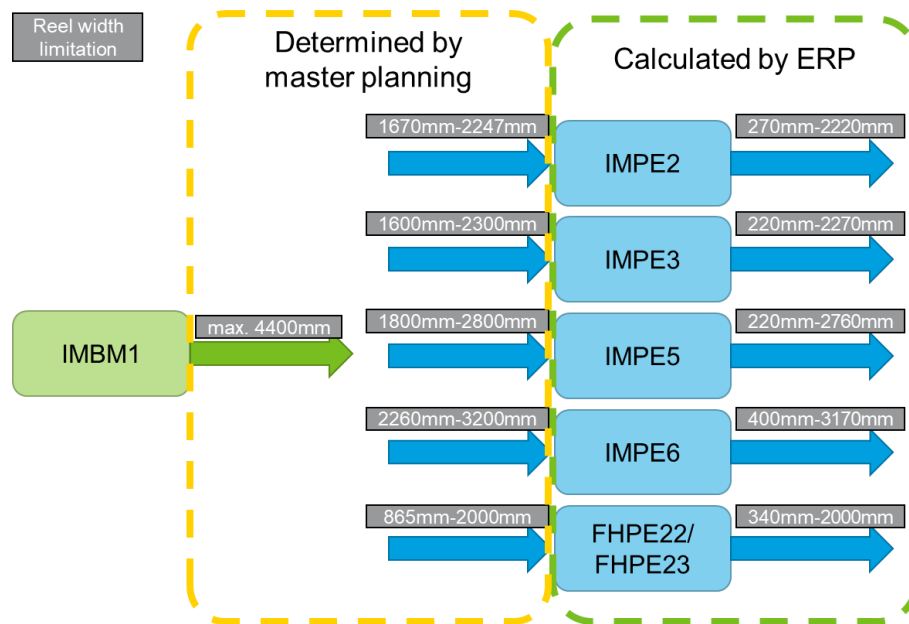 Reel width
limitation
Determined by
master planning
Calculated by ERP
1670mm-2247mm
IMPE2
270mm-2220mm
1600mm-2300mm
IMPE3
220mm-2270mm
IMBM1
max. 4400mm
1800mm-2800mm
IMPE5
220mm-2760mm
2260mm-3200mm
IMPE6
400mm-3170mm
865mm-2000mm
FHPE22/
FHPE23
340mm-2000mm